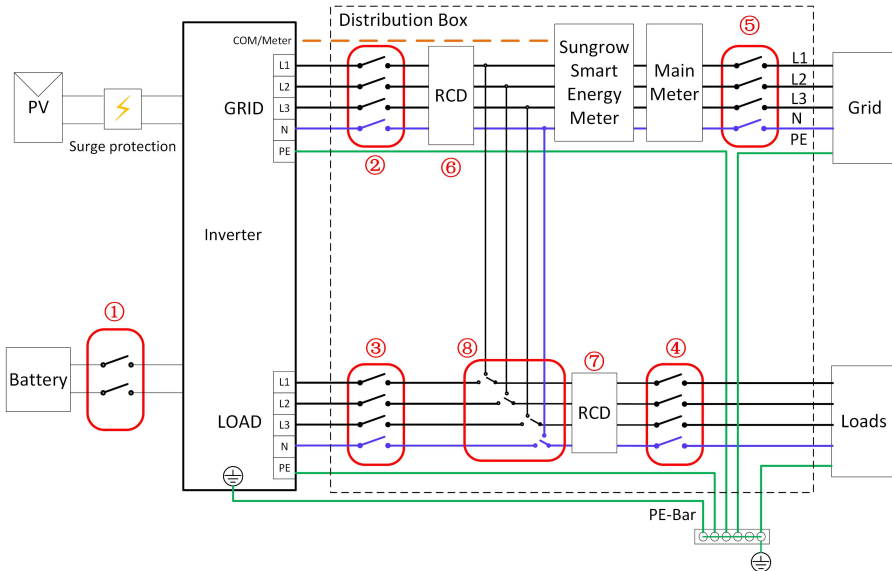 Distribution Box
COM/Meter
⑤
L1
L2
L3
N
PE
GRID
②
RCD
⑥
Sungrow
Smart
Energy
Meter
Main
Meter
L1
L2
L3
N
PE
Grid
PV
Surge protection
Inverter
①
Battery
③
⑧
⑦
④
L1
L2
L3
N
PE
LOAD
RCD
Loads
PE-Bar